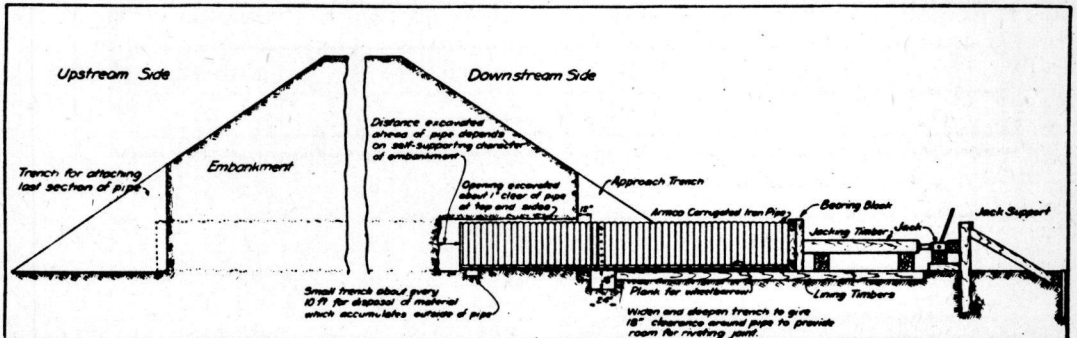 Upstream Side
Downstream Side
Distance excavated
ahead of pipe depends
on self-supporting character
of embankment
Trench for attaching
last section of pipe
Embankment
Opening excavated
about 1" clear of pipe
at top and sides
18"
Approach Trench
Armco Corrugated Iron Pipe
Bearing Block
Jacking Timber
Jack
Jack Support
Small trench about every
10 ft for disposal of material
which accumulates outside of pipe
24"
Plank for wheelbarrow
Lining Timbers
Widen and deepen trench to give
18" clearance around pipe to provide
room for riveting joint.